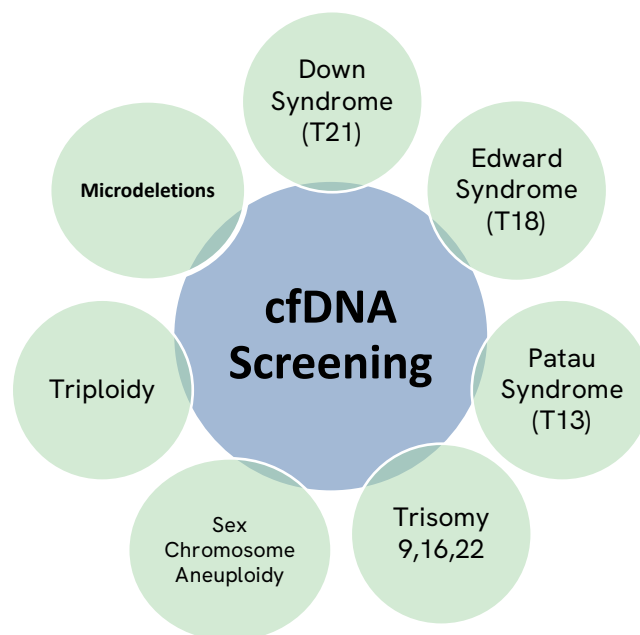 Down
Syndrome
(T21)
Edward
Syndrome
(T18)
Patau
Syndrome
(T13)
Trisomy
9,16,22
Sex
Chromosome
Aneuploidy
Triploidy
Microdeletions
cfDNA
Screening